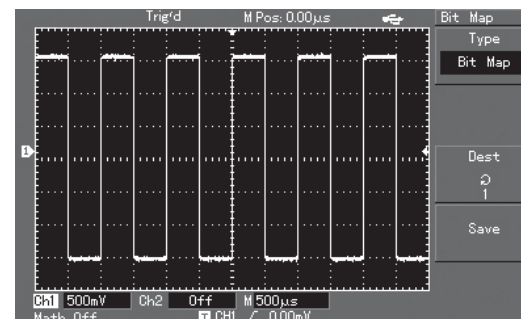 Trig'd M Pos: 0.00μs Bit Map
Type
Bit Map
1
Dest
1
Save
Ch1 500mV Ch2 Off M 500μs
Math Off T CH1 / 0.00mV